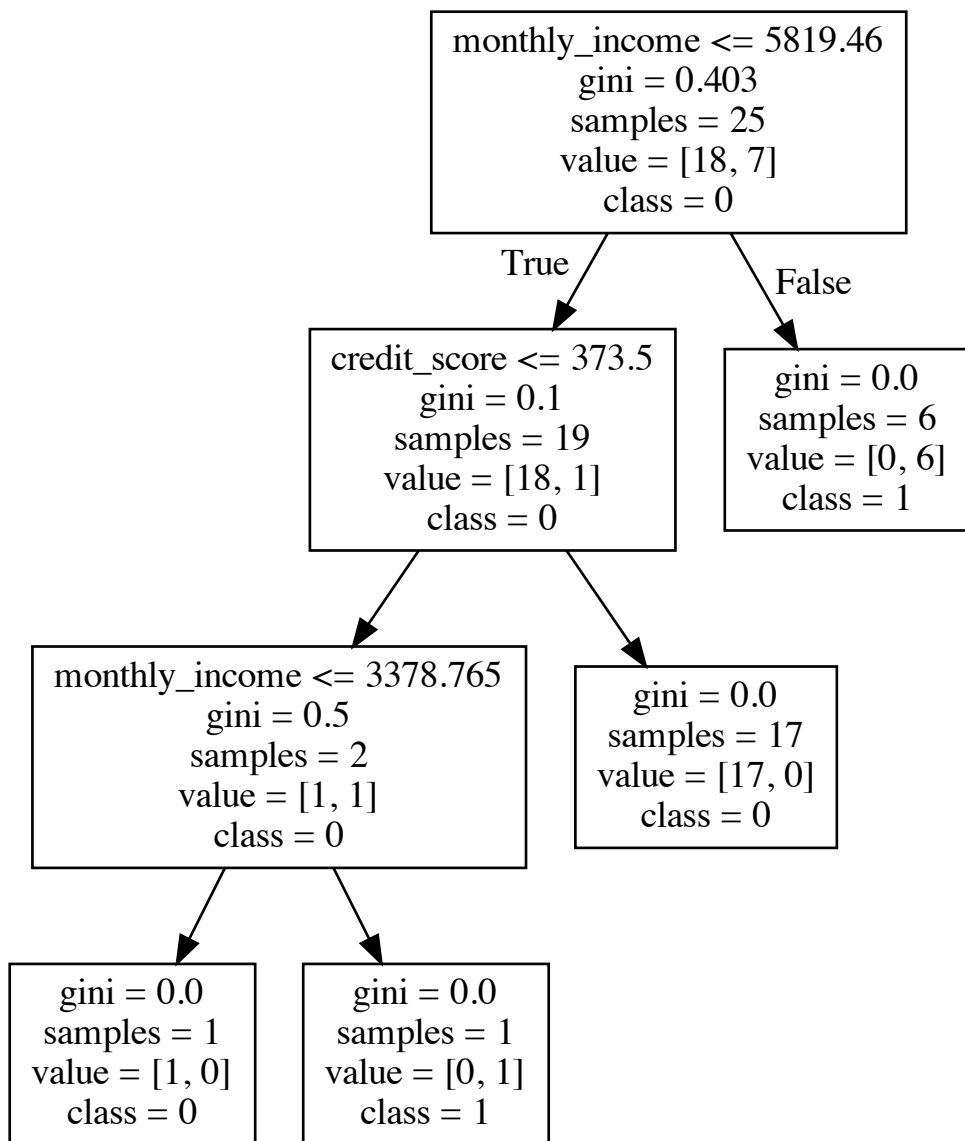 monthly_income <= 5819.46
gini = 0.403
samples = 25
value = [18, 7]
class = 0
True
False
credit_score <= 373.5
gini = 0.1
samples = 19
value = [18, 1]
class = 0
gini = 0.0
samples = 6
value = [0, 6]
class = 1
monthly_income <= 3378.765
gini = 0.5
samples = 2
value = [1, 1]
class = 0
gini = 0.0
samples = 17
value = [17, 0]
class = 0
gini = 0.0
samples = 1
value = [1, 0]
class = 0
gini = 0.0
samples = 1
value = [0, 1]
class = 1